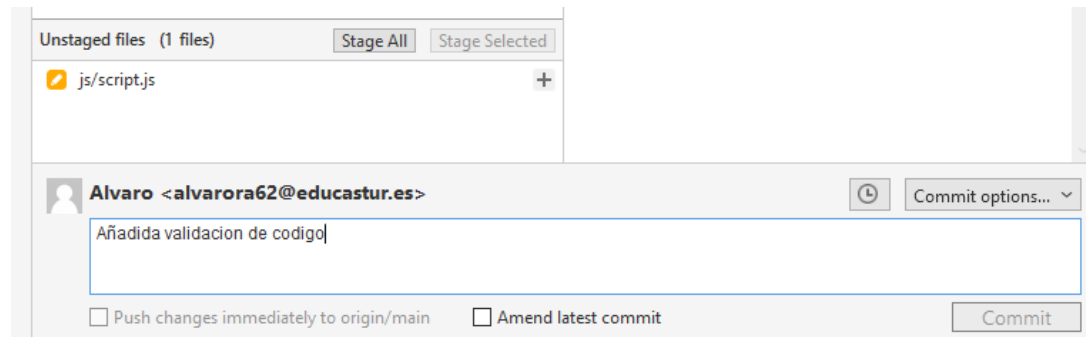 Unstaged files (1 files) Stage All Stage Selected
js/script.js
Alvaro <alvarora62@educastur.es> Commit options...
Añadida validacion de codigo
Push changes immediately to origin/main Amend latest commit Commit